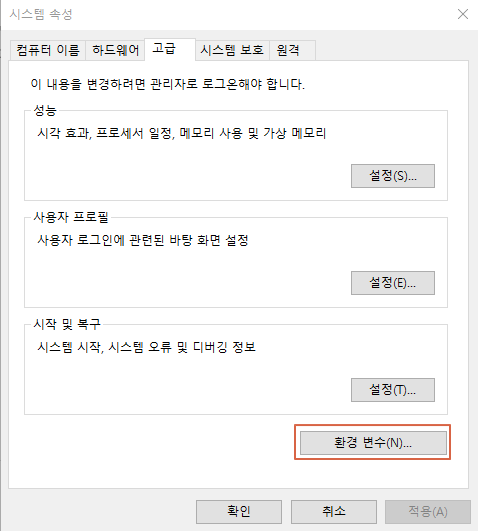 시스템 속성
컴퓨터 이름 하드웨어 고급 시스템 보호 원격
이 내용을 변경하려면 관리자로 로그온해야 합니다.
성능
시각 효과, 프로세서 일정, 메모리 사용 및 가상 메모리
설정(S)...
사용자 프로필
사용자 로그인에 관련된 바탕 화면 설정
설정(E)...
시작 및 복구
시스템 시작, 시스템 오류 및 디버깅 정보
설정(T)...
환경 변수(N)...
확인 취소 적용(A)